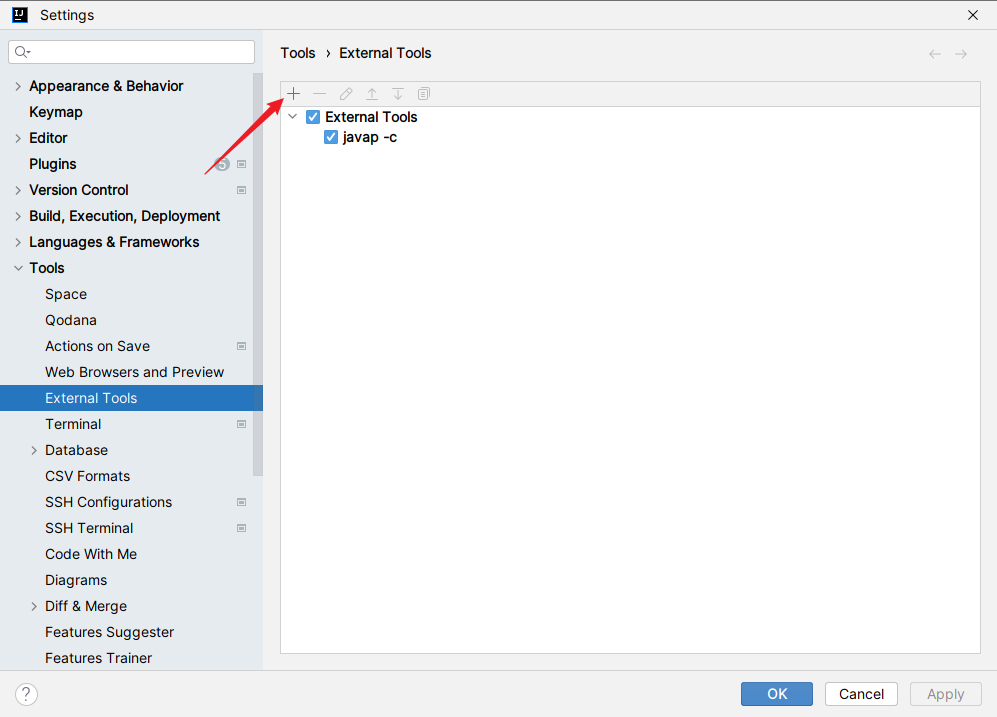 Settings
Appearance & Behavior
Keymap
Editor
Plugins 5
Version Control
Build, Execution, Deployment
Languages & Frameworks
Tools
Space
Qodana
Actions on Save
Web Browsers and Preview
External Tools
Terminal
Database
CSV Formats
SSH Configurations
SSH Terminal
Code With Me
Diagrams
Diff & Merge
Features Suggester
Features Trainer
Tools › External Tools
External Tools
javap -c
?
OK
Cancel
Apply